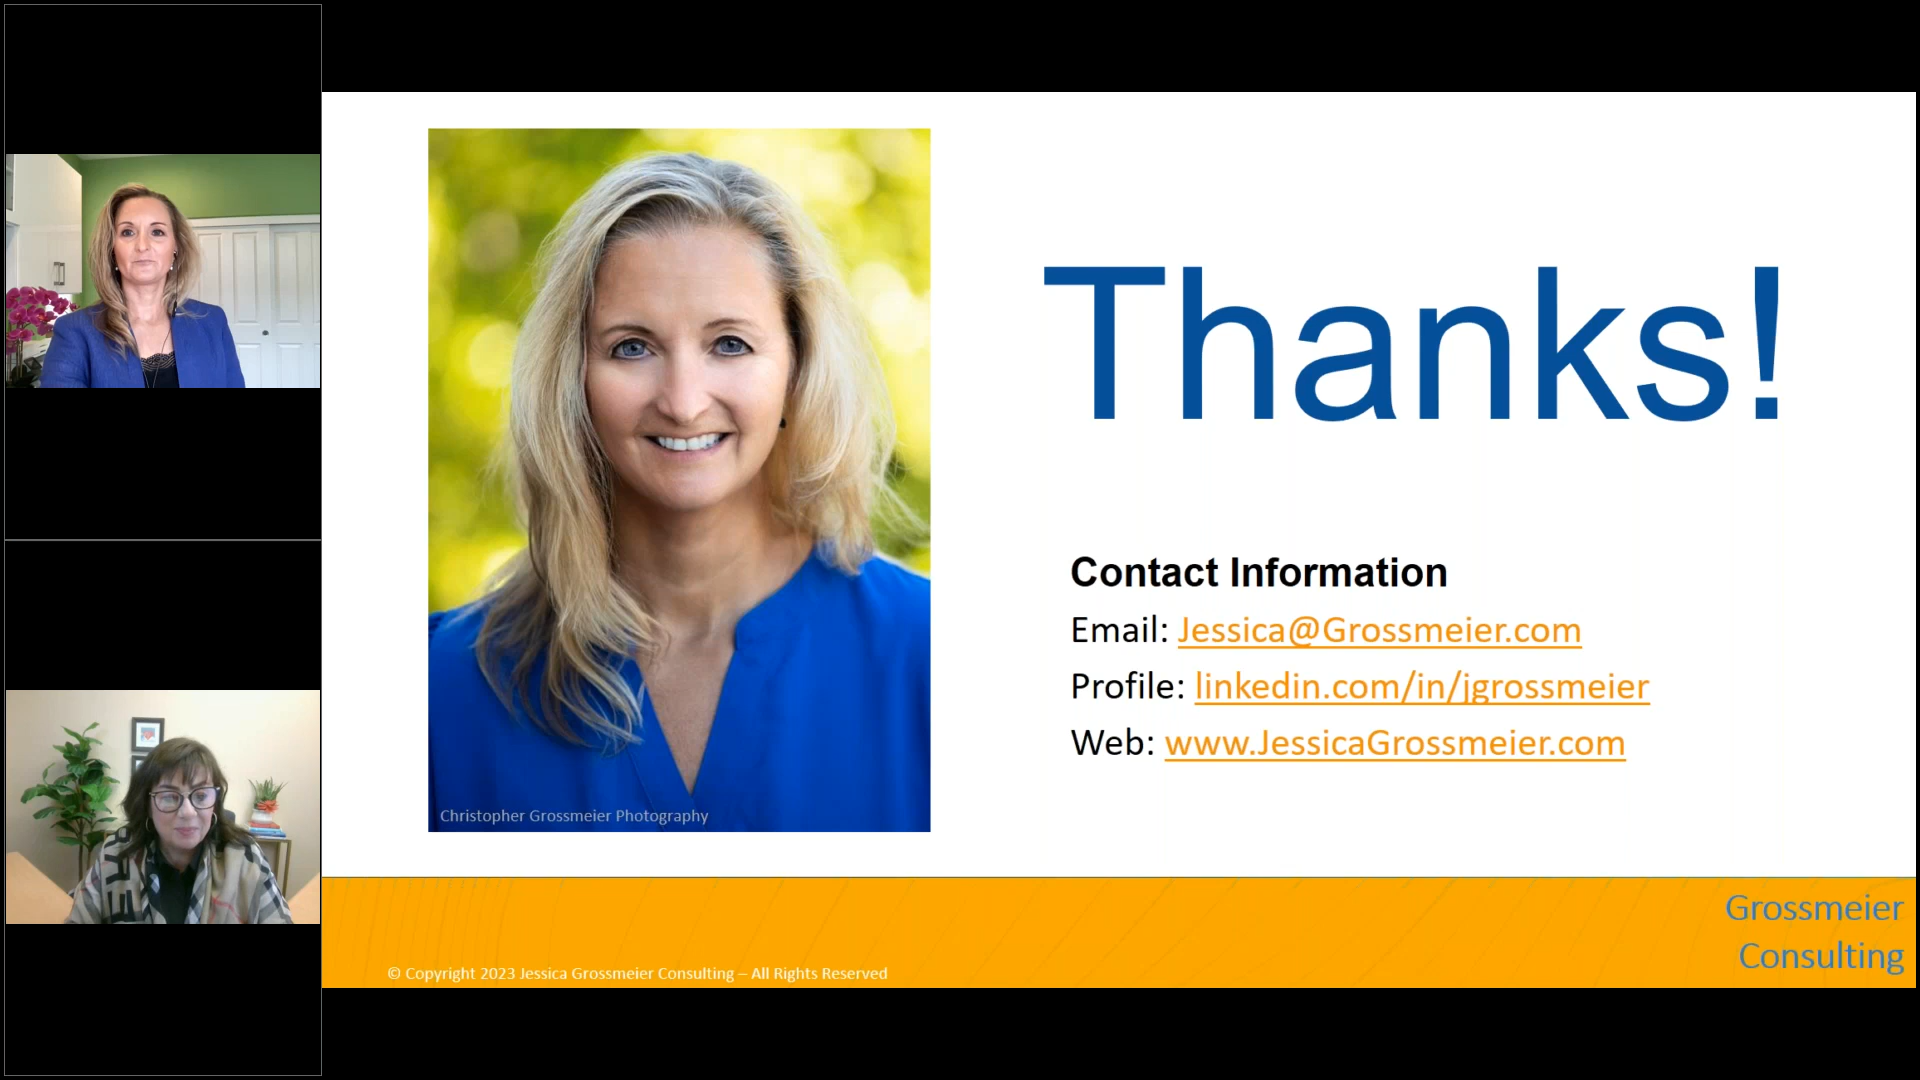 Thanks!
Contact Information
Email: Jessica@Grossmeier.com
Profile: linkedin.com/in/jgrossmeier
Web: www.JessicaGrossmeier.com
Christopher Grossmeier Photography
Grossmeier
Consulting
© Copyright 2023 Jessica Grossmeier Consulting – All Rights Reserved